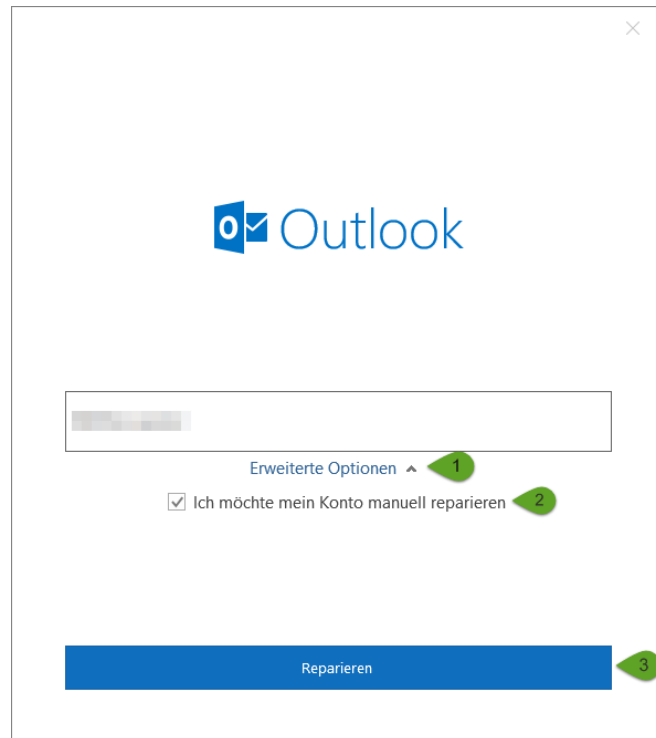 Outlook
Erweiterte Optionen 1
Ich möchte mein Konto manuell reparieren 2
Reparieren 3